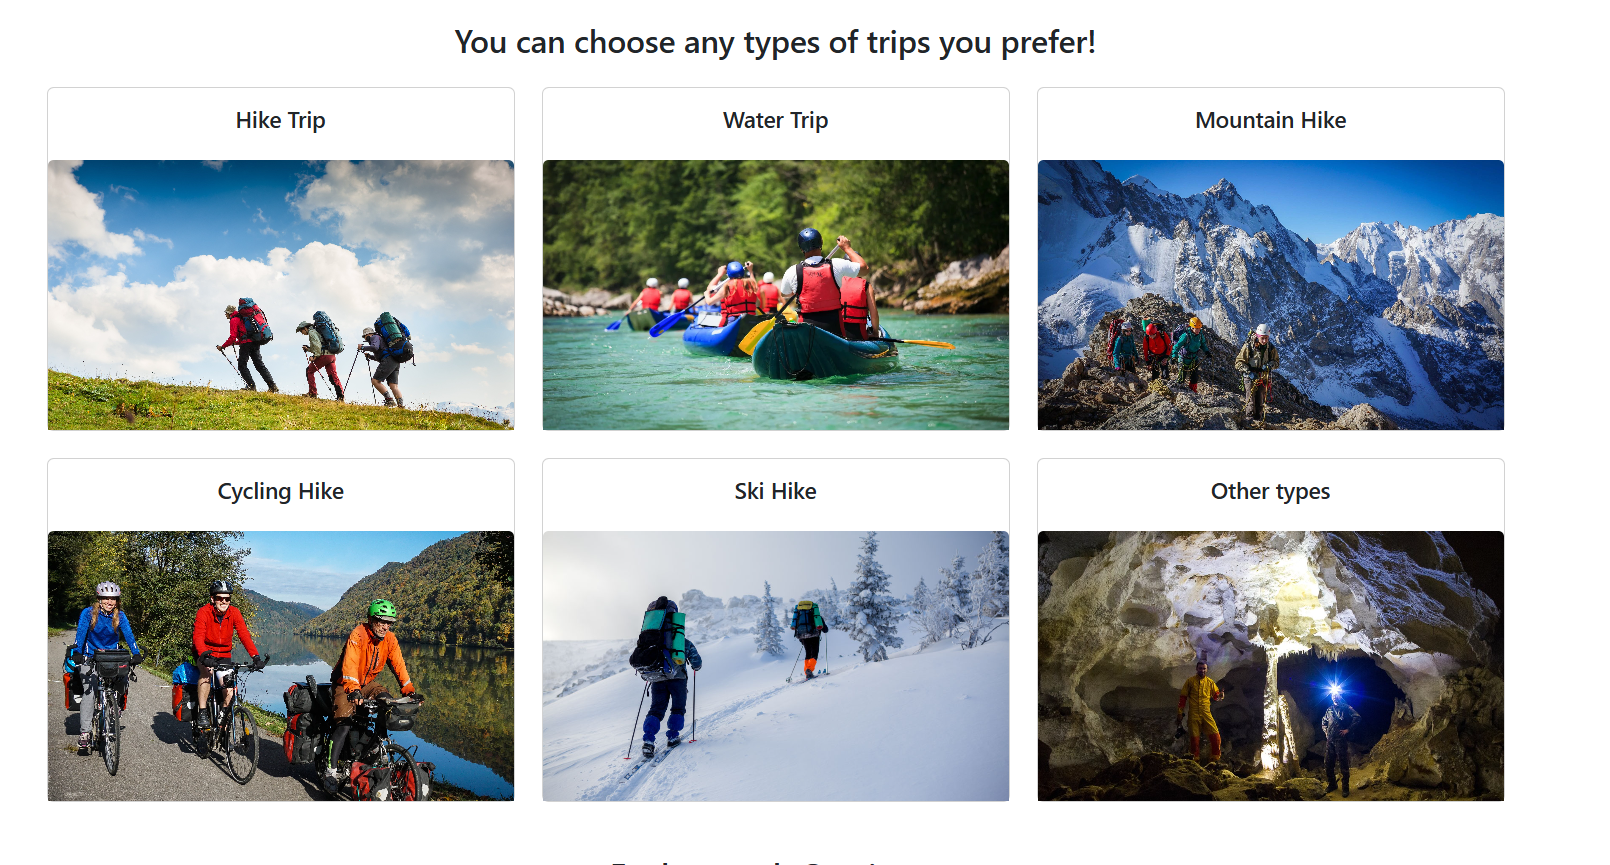 You can choose any types of trips you prefer!
Hike Trip
Water Trip
Mountain Hike
Cycling Hike
Ski Hike
Other types